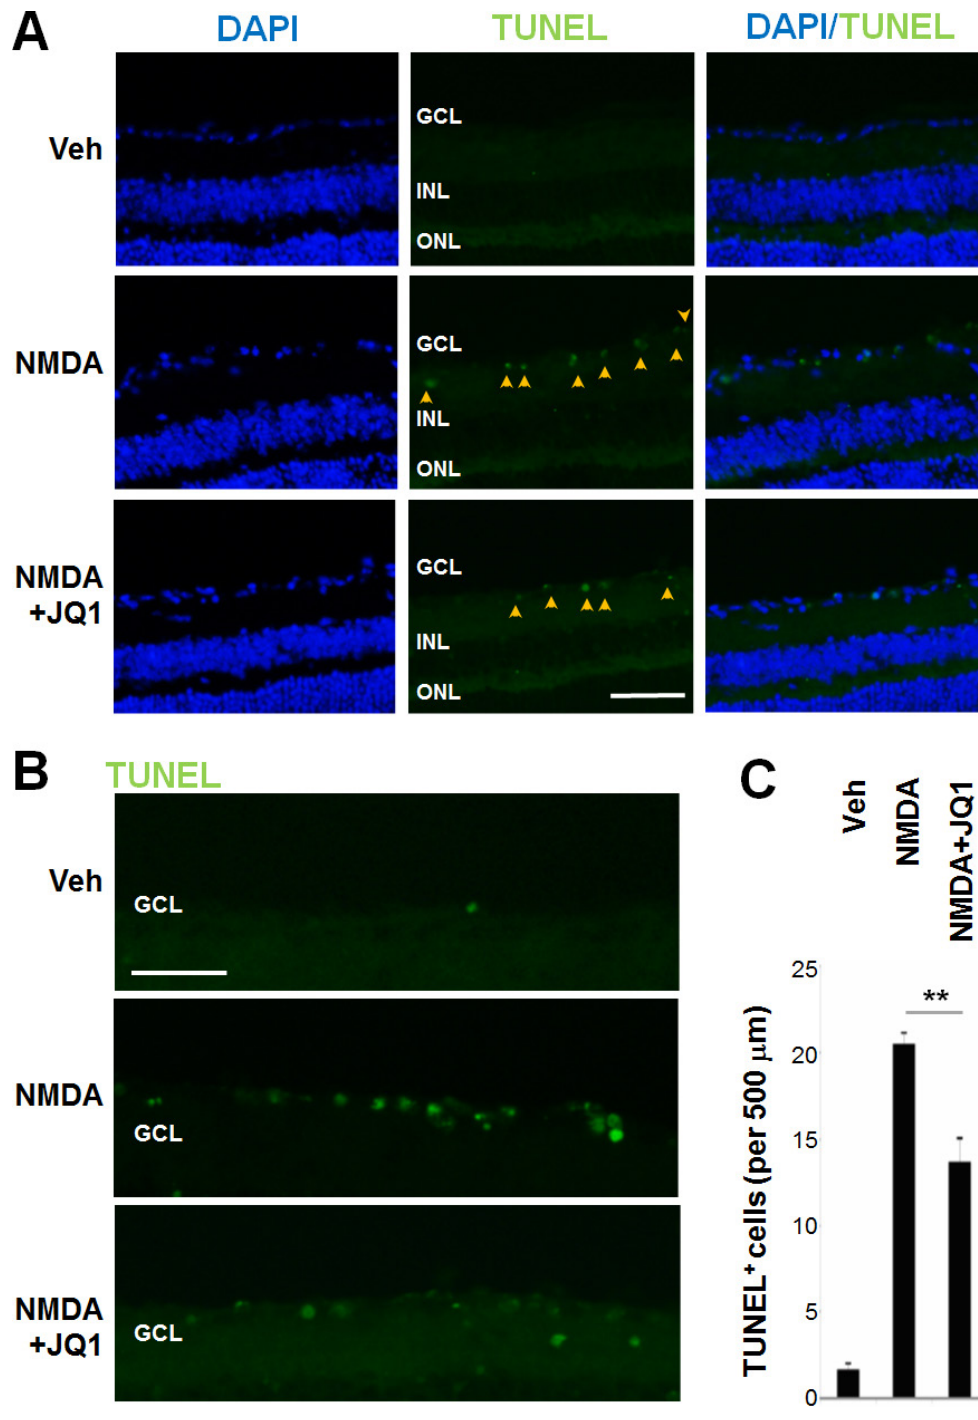 A
DAPI
TUNEL
DAPI/TUNEL
Veh
GCL
INL
ONL
NMDA
GCL
INL
ONL
NMDA
+JQ1
GCL
INL
ONL
B
TUNEL
Veh
GCL
NMDA
GCL
NMDA
+JQ1
GCL
C
Veh
NMDA
NMDA+JQ1
TUNEL⁺ cells (per 500 μm)
25
**
20
15
10
5
0